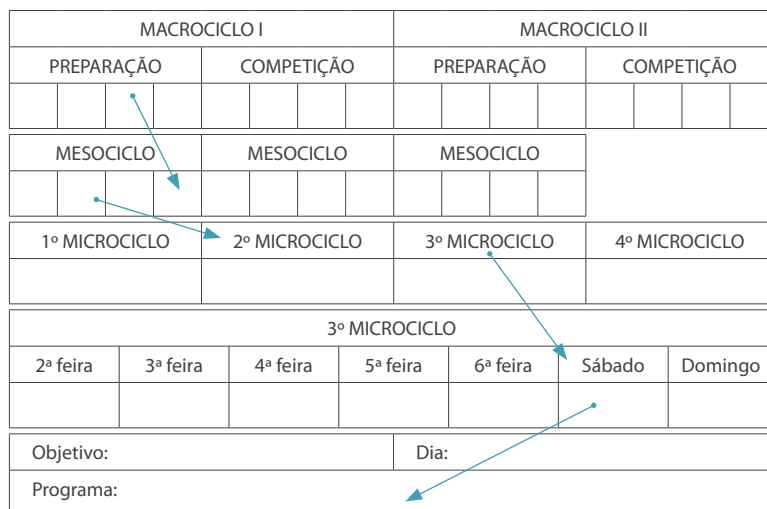 MACROCICLO I MACROCICLO II
PREPARAÇÃO COMPETIÇÃO PREPARAÇÃO COMPETIÇÃO
MESOCICLO MESOCICLO MESOCICLO
1º MICROCICLO 2º MICROCICLO 3º MICROCICLO 4º MICROCICLO
3º MICROCICLO
2ª feira 3ª feira 4ª feira 5ª feira 6ª feira Sábado Domingo
Objetivo: Dia:
Programa: